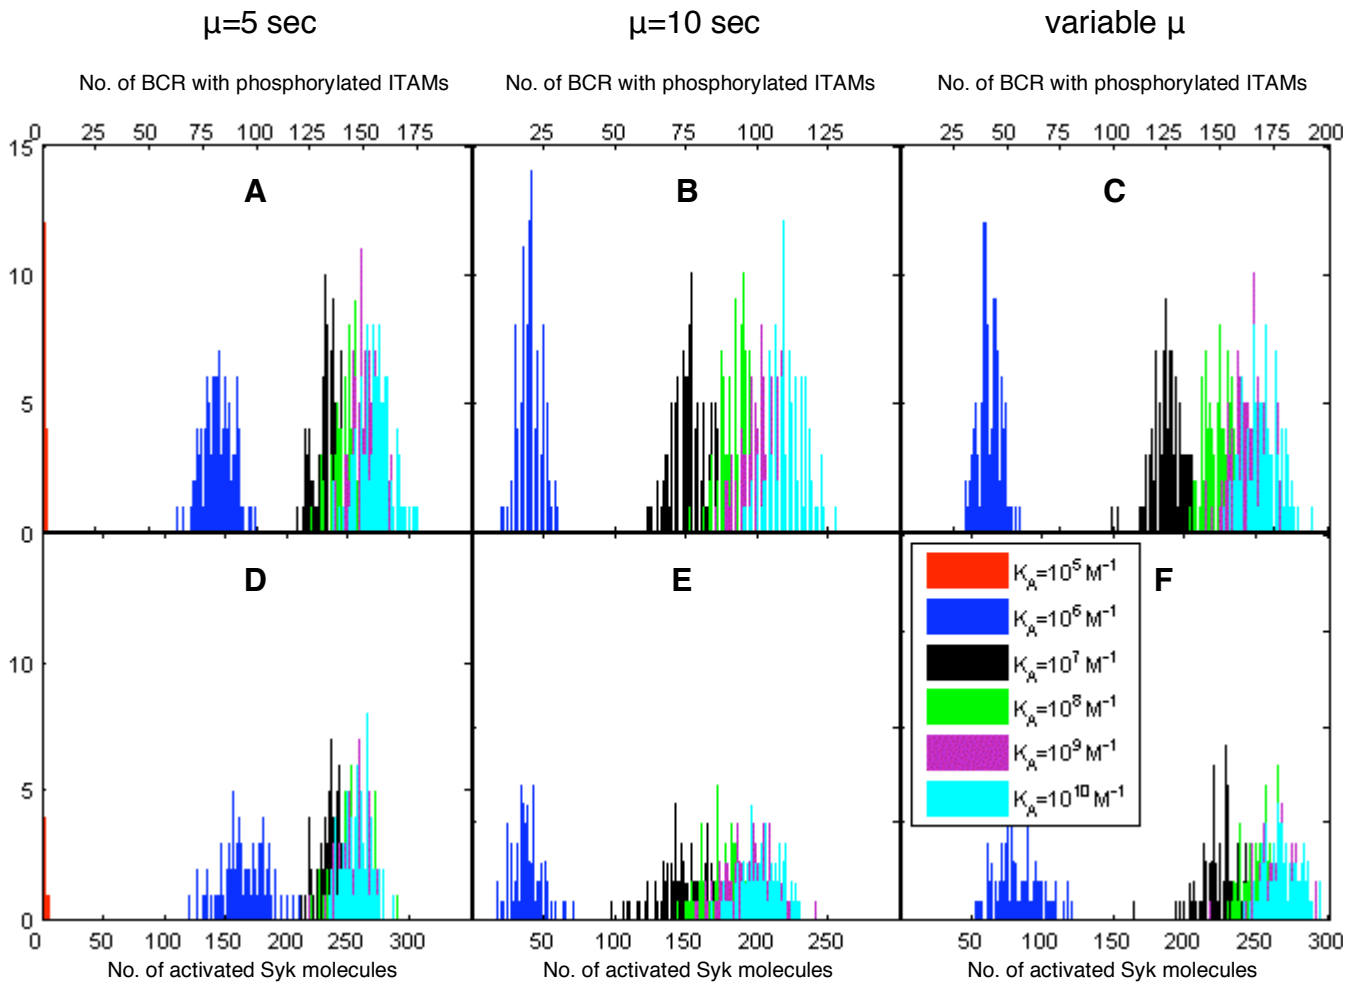 μ=5 sec μ=10 sec variable μ
No. of BCR with phosphorylated ITAMs No. of BCR with phosphorylated ITAMs No. of BCR with phosphorylated ITAMs
0 25 50 75 100 125 150 175 25 50 75 100 125 25 50 75 100 125 150 175 200
15
A B C
10
5
0
D E F
K_A=10^5 M^-1
K_A=10^6 M^-1
K_A=10^7 M^-1
K_A=10^8 M^-1
K_A=10^9 M^-1
K_A=10^10 M^-1
10
5
0
0 50 100 150 200 250 300 50 100 150 200 250 50 100 150 200 250 300
No. of activated Syk molecules No. of activated Syk molecules No. of activated Syk molecules